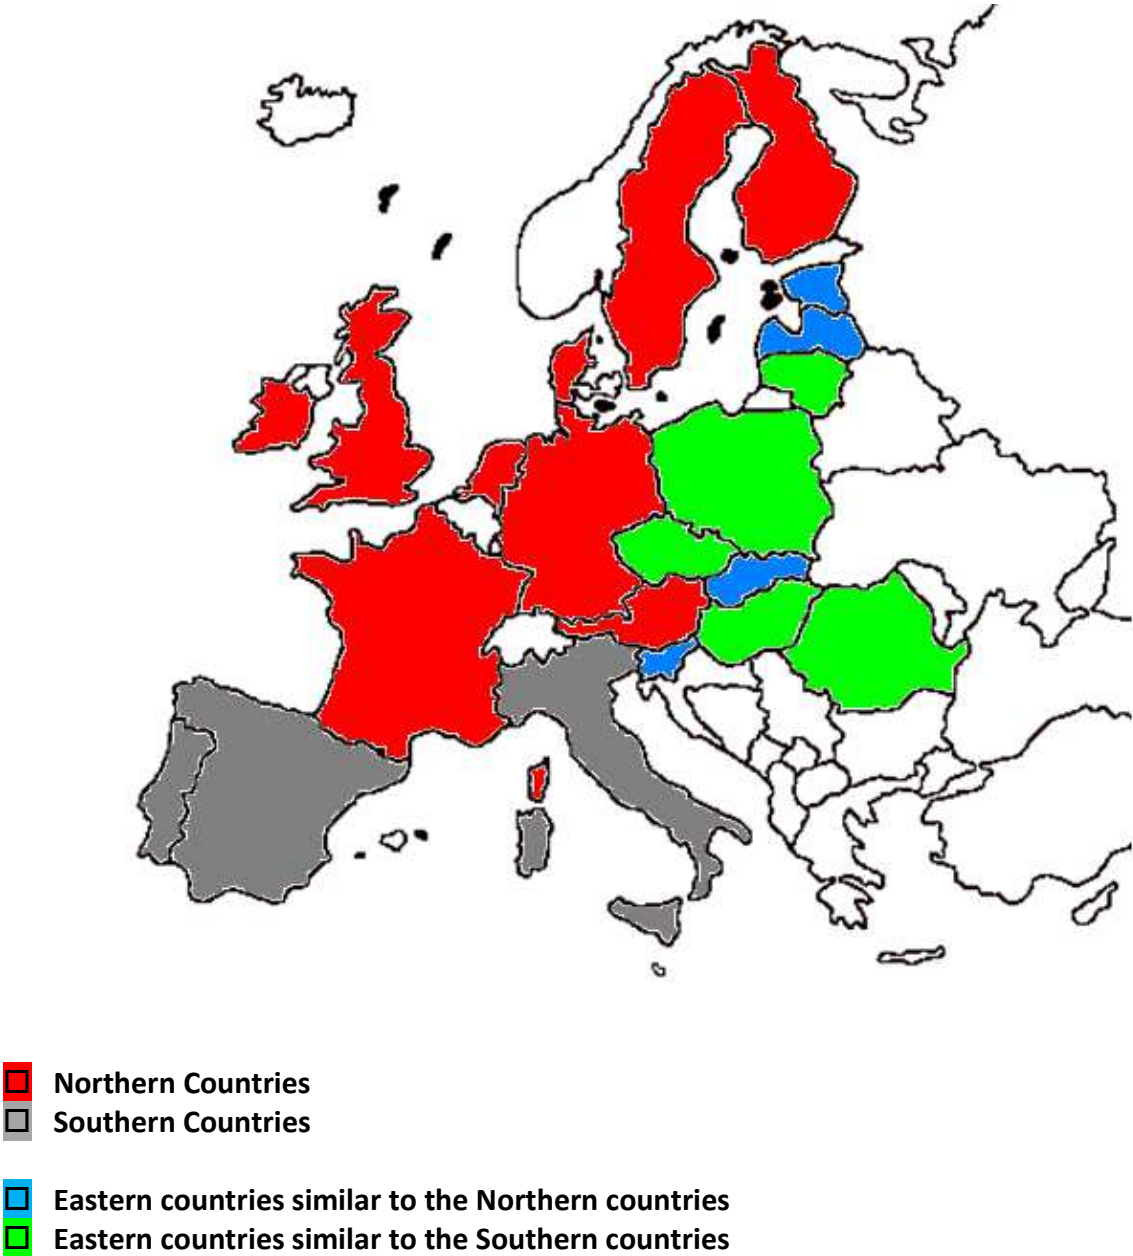 Northern Countries
Southern Countries
Eastern countries similar to the Northern countries
Eastern countries similar to the Southern countries